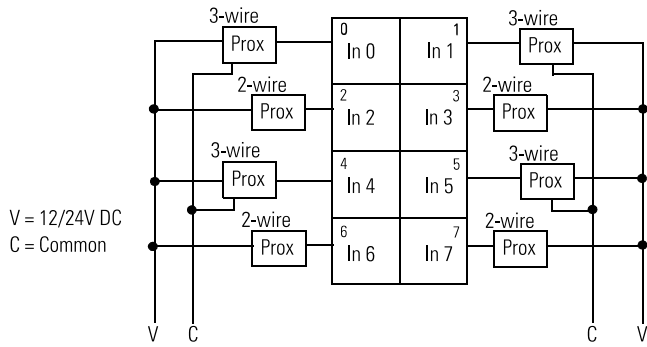 3-wire 3-wire
0 1
Prox In 0 In 1 Prox
2-wire 2-wire
2 3
Prox In 2 In 3 Prox
3-wire 3-wire
4 5
Prox In 4 In 5 Prox
V = 12/24V DC
2-wire 2-wire
6 7
C = Common
Prox In 6 In 7 Prox
V C C V